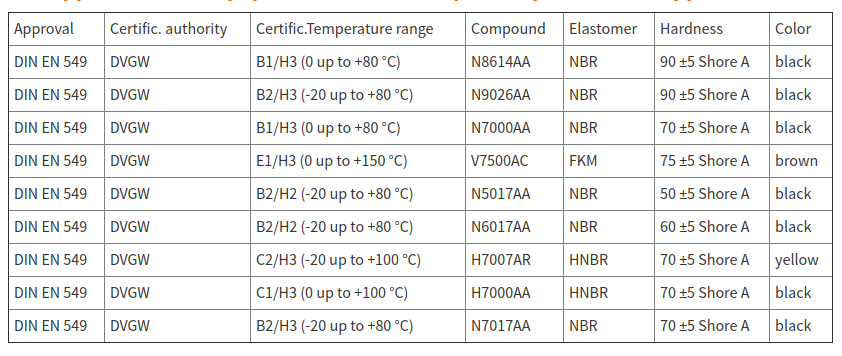 Approval Certific. authority Certific.Temperature range Compound Elastomer Hardness Color
DIN EN 549 DVGW B1/H3 (0 up to +80 °C) N8614AA NBR 90 ±5 Shore A black
DIN EN 549 DVGW B2/H3 (-20 up to +80 °C) N9026AA NBR 90 ±5 Shore A black
DIN EN 549 DVGW B1/H3 (0 up to +80 °C) N7000AA NBR 70 ±5 Shore A black
DIN EN 549 DVGW E1/H3 (0 up to +150 °C) V7500AC FKM 75 ±5 Shore A brown
DIN EN 549 DVGW B2/H2 (-20 up to +80 °C) N5017AA NBR 50 ±5 Shore A black
DIN EN 549 DVGW B2/H2 (-20 up to +80 °C) N6017AA NBR 60 ±5 Shore A black
DIN EN 549 DVGW C2/H3 (-20 up to +100 °C) H7007AR HNBR 70 ±5 Shore A yellow
DIN EN 549 DVGW C1/H3 (0 up to +100 °C) H7000AA HNBR 70 ±5 Shore A black
DIN EN 549 DVGW B2/H3 (-20 up to +80 °C) N7017AA NBR 70 ±5 Shore A black